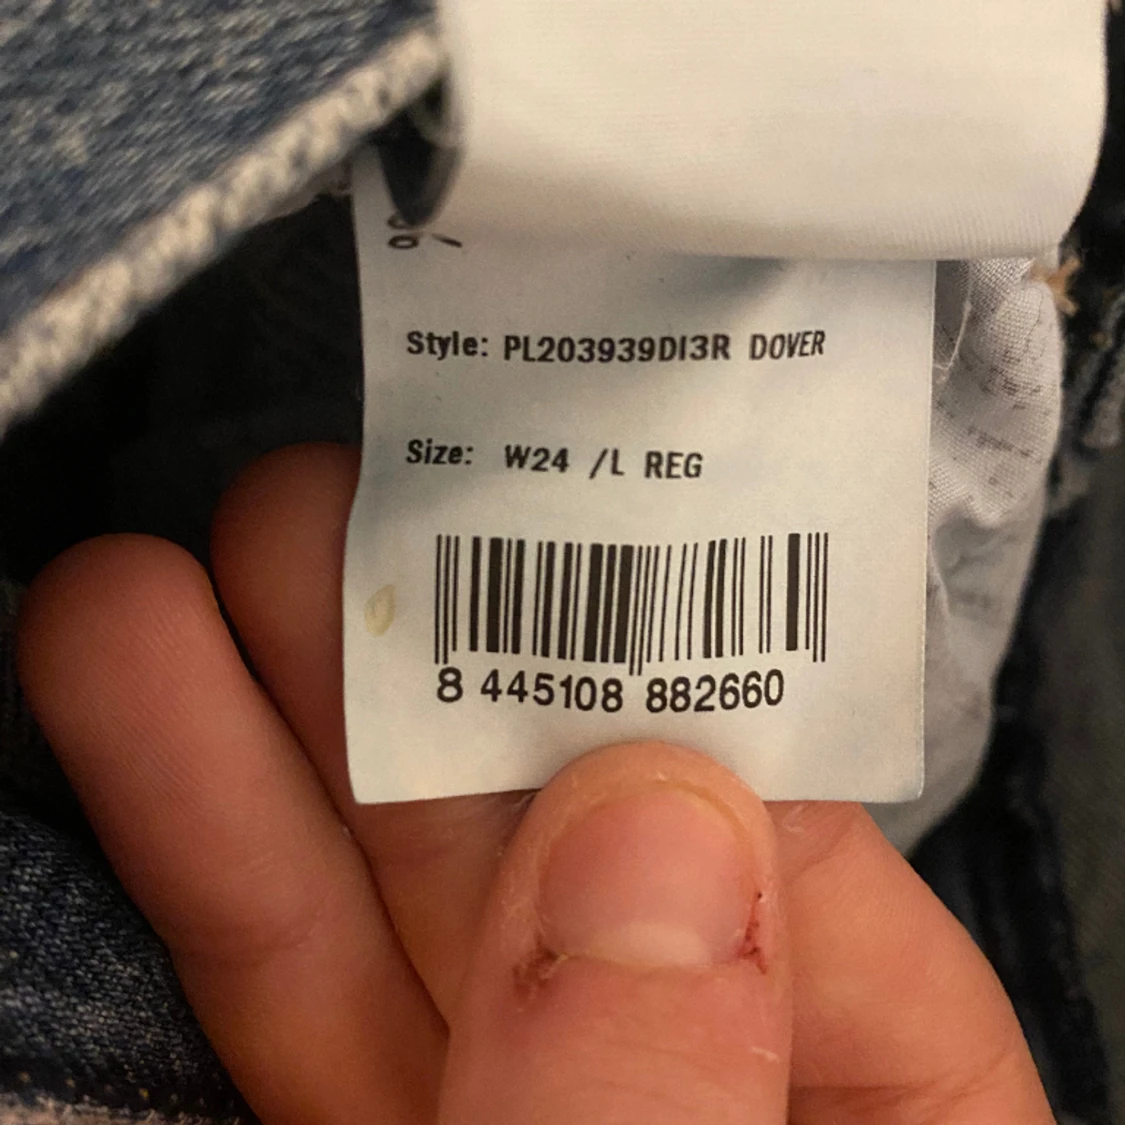 Style: PL203939DI3R DOVER
Size: W24 /L REG
8 445108 882660